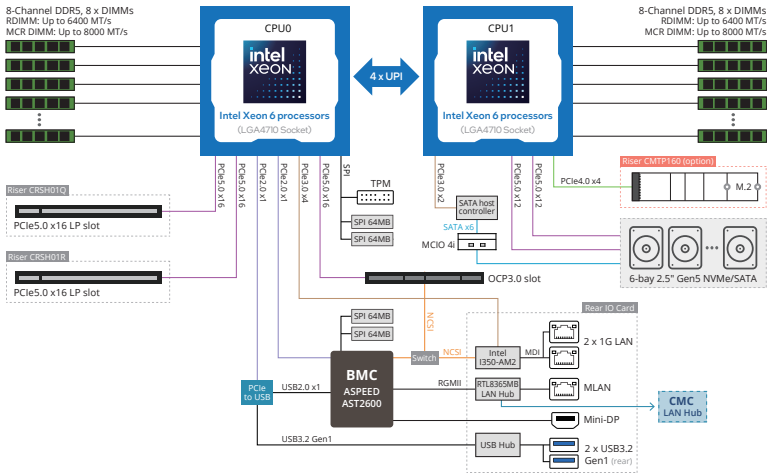 8-Channel DDR5, 8 x DIMMs
RDIMM: Up to 6400 MT/s
MCR DIMM: Up to 8000 MT/s
CPU0
intel
XEON
Intel Xeon 6 processors
(LGA4710 Socket)
4 x UPI
CPU1
intel
XEON
Intel Xeon 6 processors
(LGA4710 Socket)
8-Channel DDR5, 8 x DIMMs
RDIMM: Up to 6400 MT/s
MCR DIMM: Up to 8000 MT/s
PCIe5.0 x16
PCIe5.0 x16
PCIe2.0 x1
PCIe2.0 x1
PCIe3.0 x4
PCIe5.0 x16
SPI
PCIe3.0 x2
PCIe5.0 x12
PCIe5.0 x12
PCIe4.0 x4
Riser CMTP160 (option)
M.2
Riser CRSH01Q
PCIe5.0 x16 LP slot
TPM
SPI 64MB
SPI 64MB
SATA host
controller
SATA x6
MCIO 4i
6-bay 2.5" Gen5 NVMe/SATA
Riser CRSH01R
PCIe5.0 x16 LP slot
OCP3.0 slot
NCSI
Rear IO Card
SPI 64MB
SPI 64MB
Switch
NCSI
Intel
I350-AM2
MDI
2 x 1G LAN
BMC
ASPEED
AST2600
PCIe
to USB
USB2.0 x1
RGMII
RTL8365MB
LAN Hub
MLAN
CMC
LAN Hub
Mini-DP
USB3.2 Gen1
USB Hub
2 x USB3.2
Gen1 (rear)